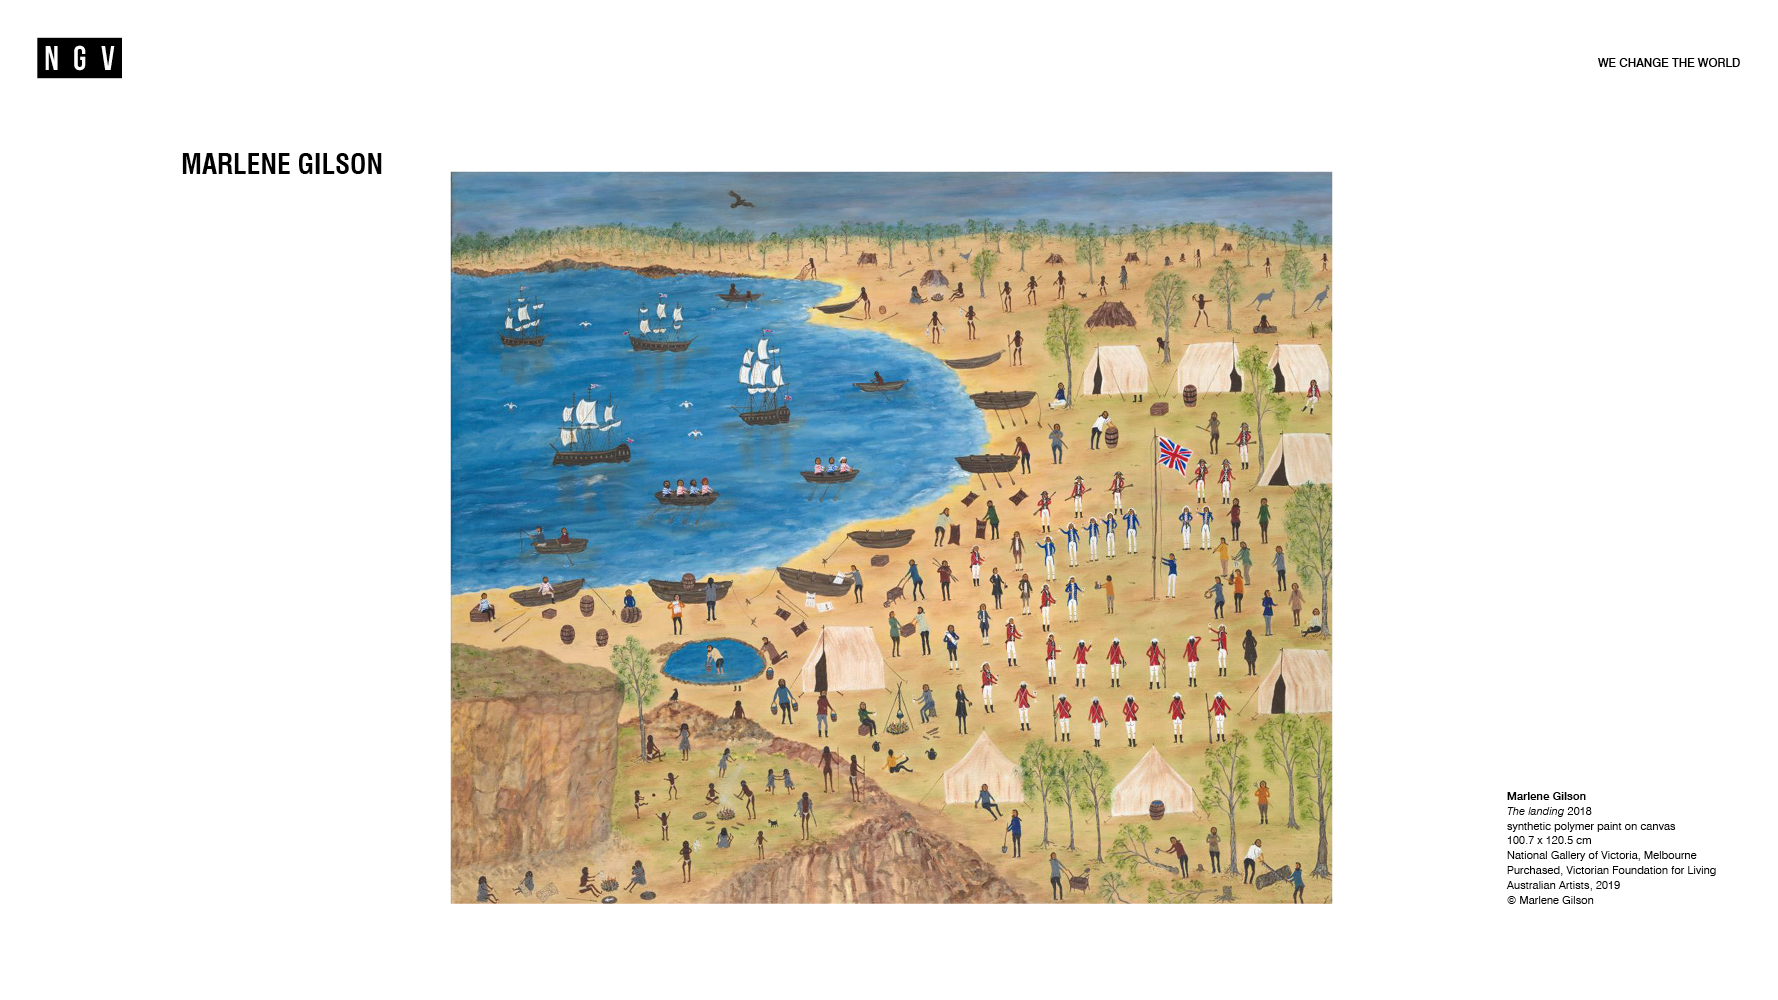 NGV
WE CHANGE THE WORLD
MARLENE GILSON
Marlene Gilson
The landing 2018
synthetic polymer paint on canvas
100.7 x 120.5 cm
National Gallery of Victoria, Melbourne
Purchased, Victorian Foundation for Living
Australian Artists, 2019
© Marlene Gilson